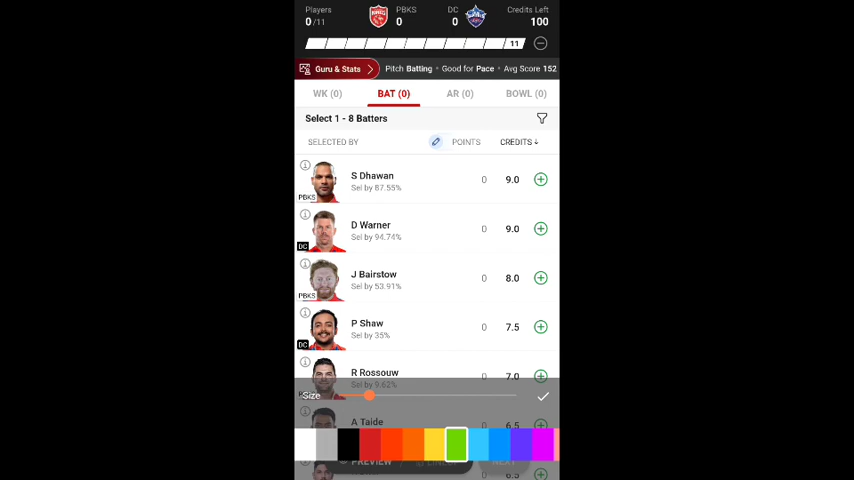 Players PBKS DC Credits Left
0 /11 0 0 100
11
Guru & Stats Pitch Batting • Good for Pace • Avg Score 152
WK (0) BAT (0) AR (0) BOWL (0)
Select 1 - 8 Batters
SELECTED BY POINTS CREDITS
S Dhawan
Sel by 87.55% 0 9.0
PBKS
D Warner
Sel by 94.74% 0 9.0
DC
J Bairstow
Sel by 53.91% 0 8.0
PBKS
P Shaw
Sel by 35% 0 7.5
DC
R Rossouw
Sel by 9.62% 0 7.0
Size
A Taide 0 6.5
PREVIEW
6.5